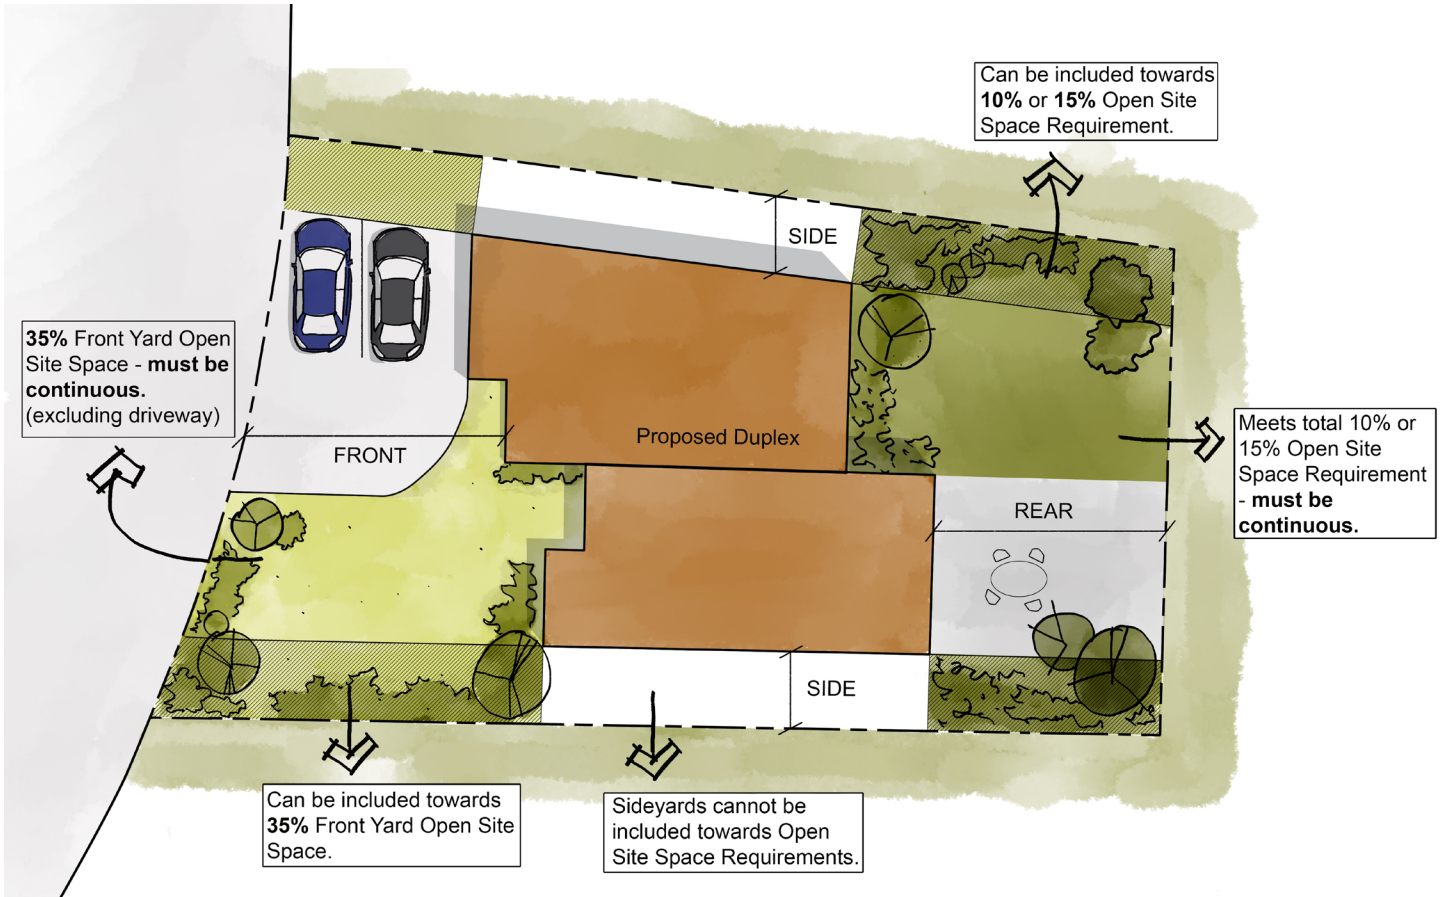 Can be included towards
10% or 15% Open Site
Space Requirement.
SIDE
35% Front Yard Open
Site Space - must be
continuous.
(excluding driveway)
FRONT
Proposed Duplex
Meets total 10% or
15% Open Site
Space Requirement
- must be
continuous.
REAR
SIDE
Can be included towards
35% Front Yard Open Site
Space.
Sideyards cannot be
included towards Open
Site Space Requirements.